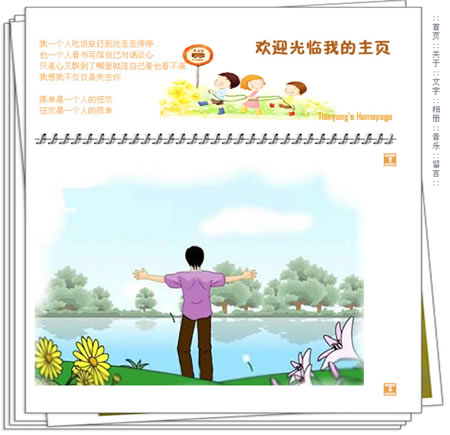 我一个人吃饭旅行到处走走停停
也一个人看书写信自己对话谈心
只是心又飘到了哪里就连自己看也看不清
我想我不仅仅是失去你
孤单是一个人的狂欢
狂欢是一个人的孤单
欢迎光临我的主页
Tianyong's Homepage
::首页::关于::文字::相册::音乐::留言::